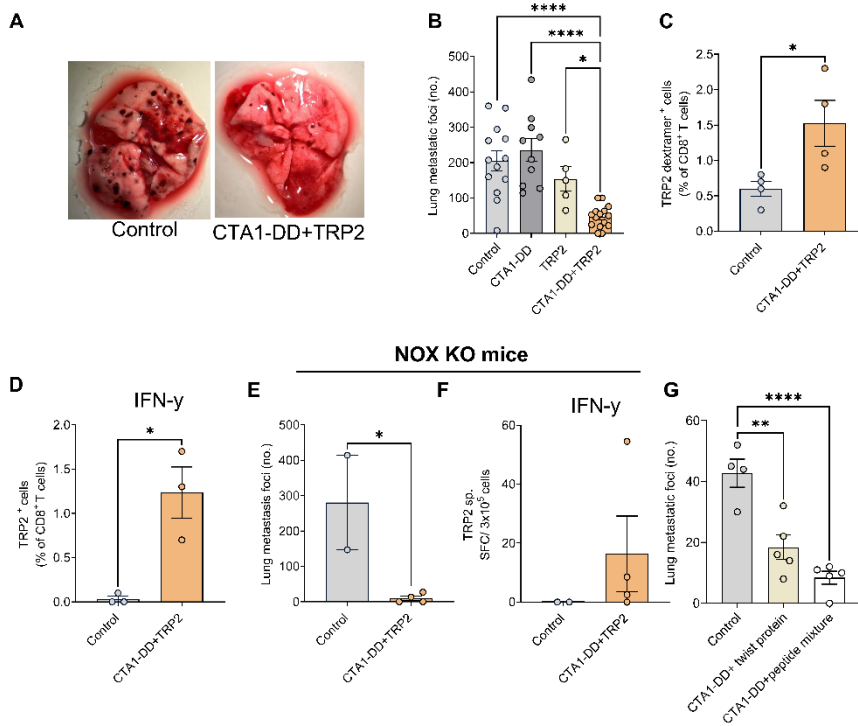 A
Control
CTA1-DD+TRP2
B
****
****
*
Lung metastatic foci (no.)
500
400
300
200
100
0
Control
CTA1-DD
TRP2
CTA1-DD+TRP2
C
*
TRP2 dextramer + cells
(% of CD8+ T cells)
2.5
2.0
1.5
1.0
0.5
0.0
Control
CTA1-DD+TRP2
NOX KO mice
D
IFN-y
*
TRP2 + cells
(% of CD8+ T cells)
2.0
1.5
1.0
0.5
0.0
Control
CTA1-DD+TRP2
E
*
Lung metastasis foci (no.)
500
400
300
200
100
0
Control
CTA1-DD+TRP2
F
IFN-y
TRP2 sp.
SFC/ 3x10⁵ cells
60
40
20
0
Control
CTA1-DD+TRP2
G
****
**
Lung metastatic foci (no.)
60
40
20
0
Control
CTA1-DD+ twist protein
CTA1-DD+peptide mixture